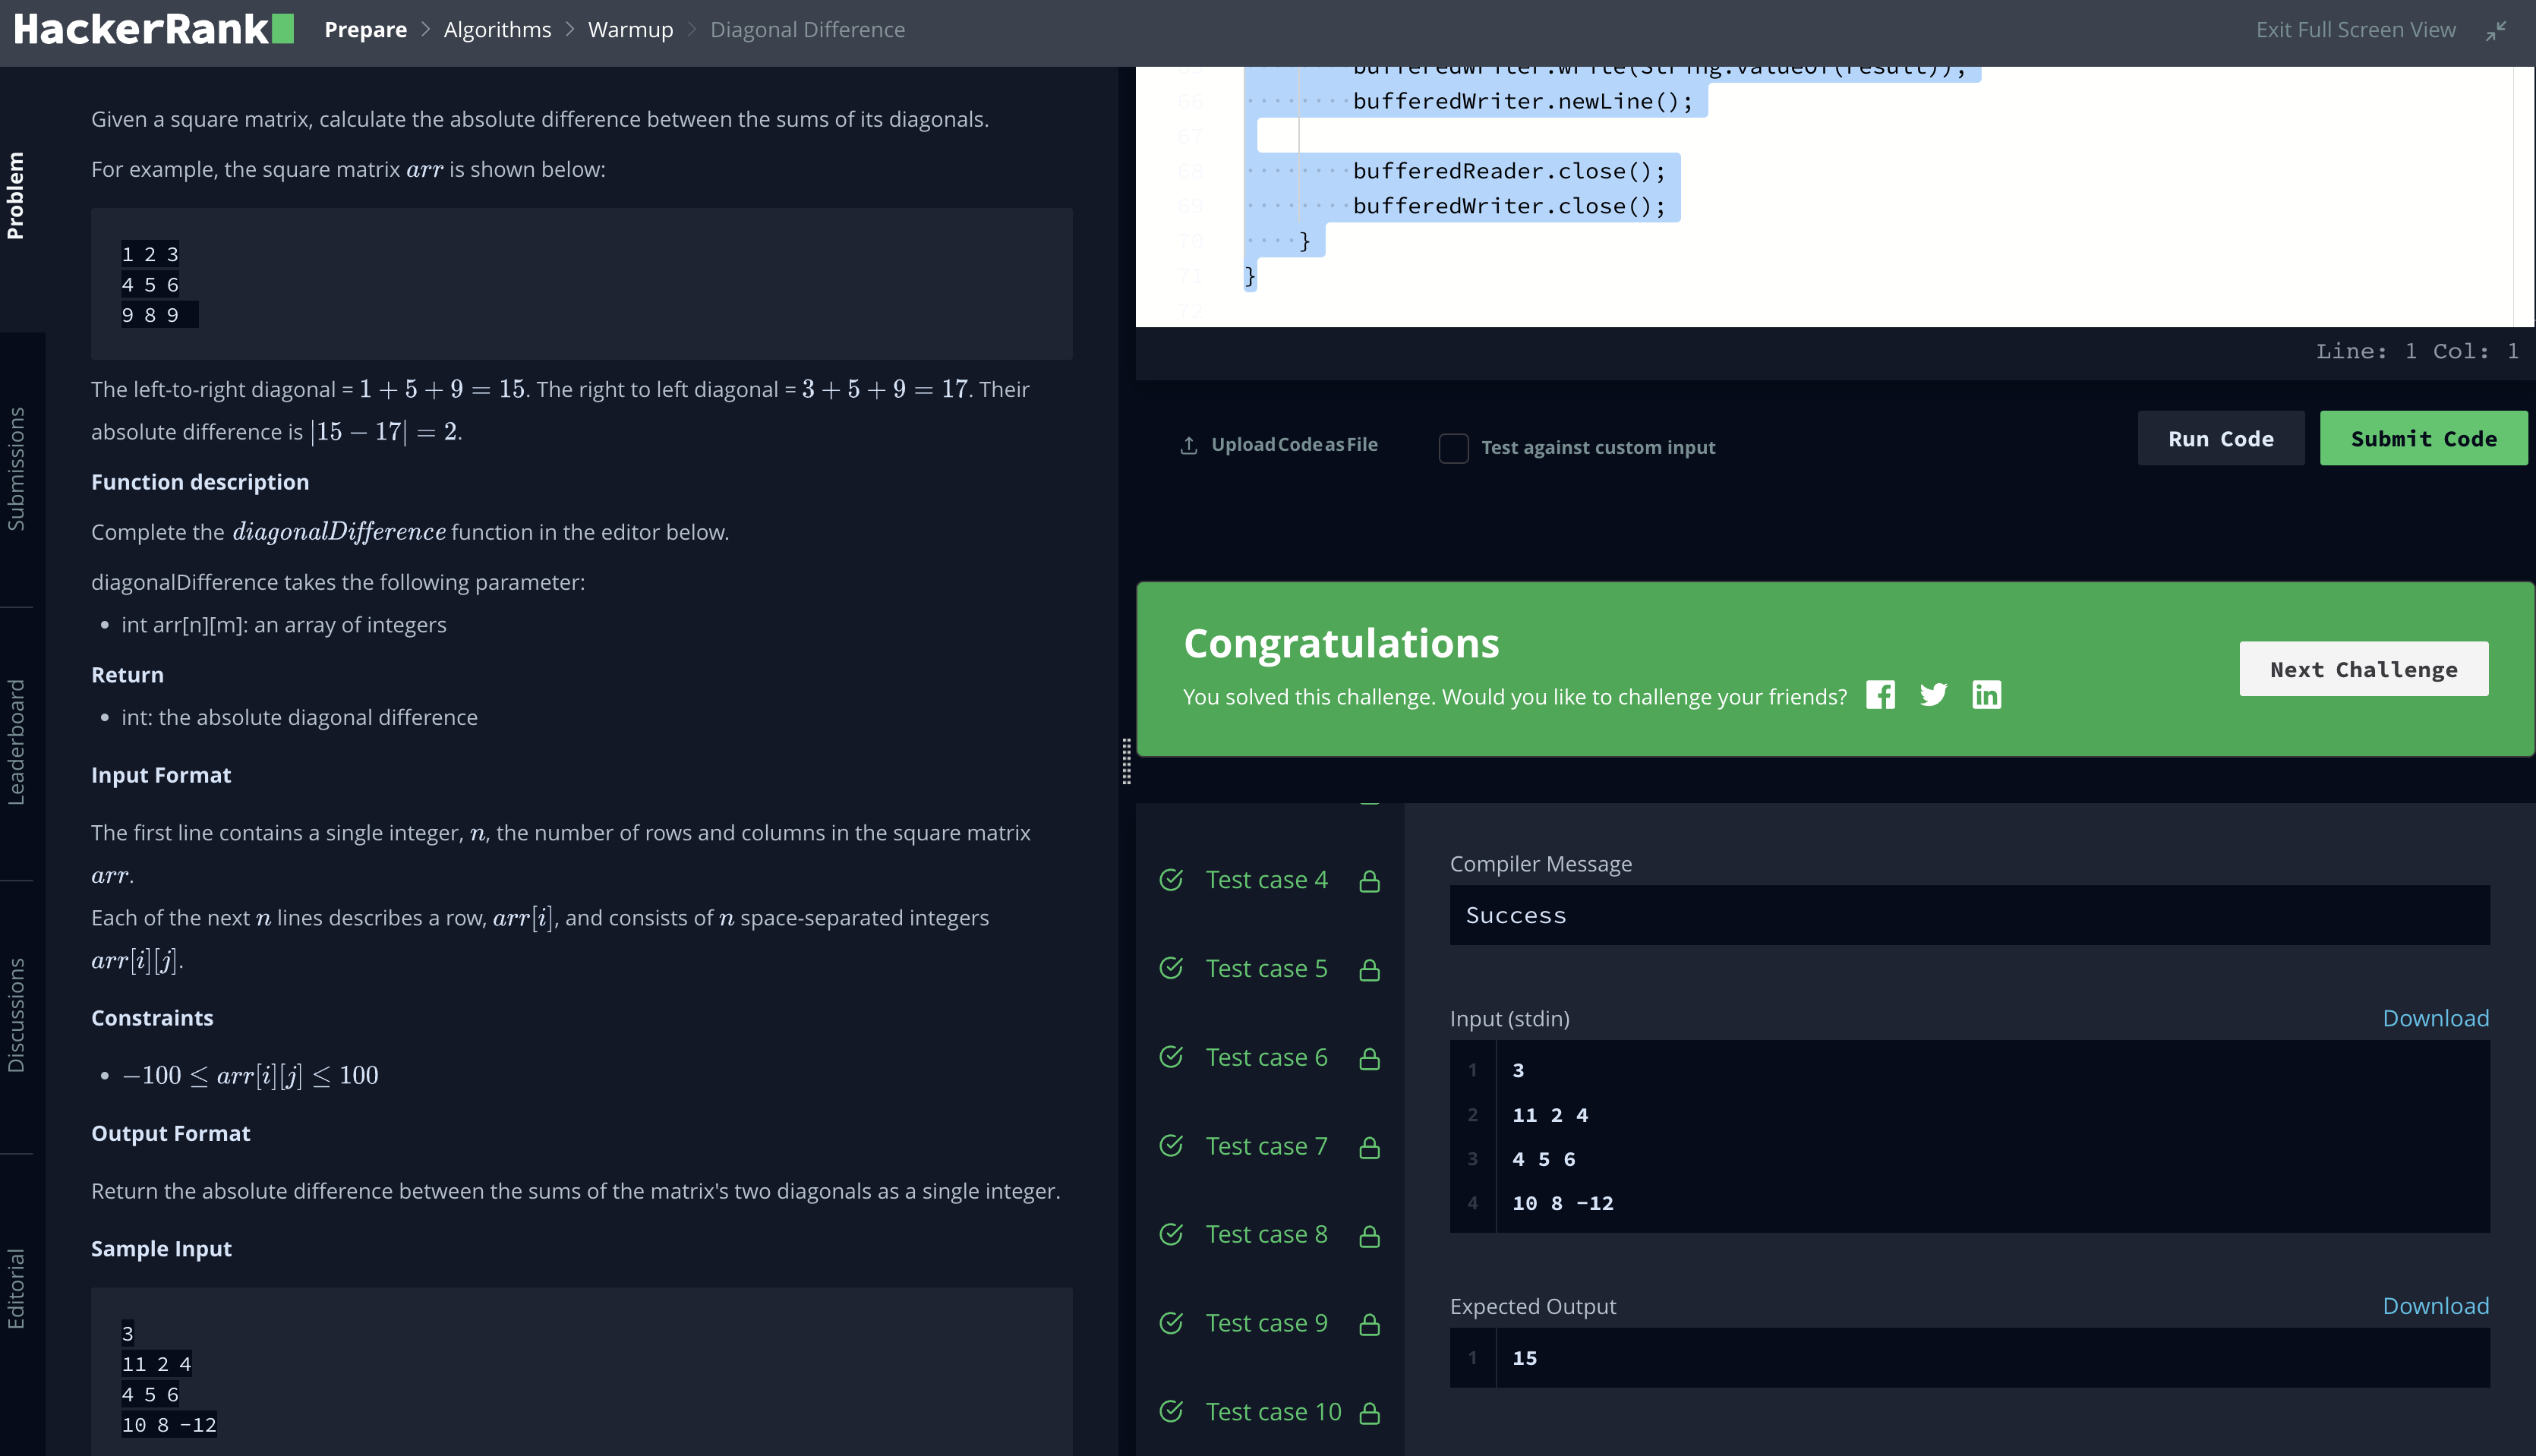 HackerRank
Prepare > Algorithms > Warmup > Diagonal Difference
Exit Full Screen View
Problem
Submissions
Leaderboard
Discussions
Editorial
Given a square matrix, calculate the absolute difference between the sums of its diagonals.
For example, the square matrix arr is shown below:
1 2 3
4 5 6
9 8 9
The left-to-right diagonal = 1 + 5 + 9 = 15. The right to left diagonal = 3 + 5 + 9 = 17. Their
absolute difference is |15 − 17| = 2.
Function description
Complete the diagonalDifference function in the editor below.
diagonalDifference takes the following parameter:
• int arr[n][m]: an array of integers
Return
• int: the absolute diagonal difference
Input Format
The first line contains a single integer, n, the number of rows and columns in the square matrix
arr.
Each of the next n lines describes a row, arr[i], and consists of n space-separated integers
arr[i][j].
Constraints
• −100 ≤ arr[i][j] ≤ 100
Output Format
Return the absolute difference between the sums of the matrix's two diagonals as a single integer.
Sample Input
3
11 2 4
4 5 6
10 8 -12
65 bufferedWriter.write(String.valueOf(result));
66 bufferedWriter.newLine();
67
68 bufferedReader.close();
69 bufferedWriter.close();
70 }
71 }
72
Line: 1 Col: 1
Upload Code as File
Test against custom input
Run Code
Submit Code
Congratulations
You solved this challenge. Would you like to challenge your friends?
Next Challenge
Test case 4
Test case 5
Test case 6
Test case 7
Test case 8
Test case 9
Test case 10
Compiler Message
Success
Input (stdin)
Download
1 3
2 11 2 4
3 4 5 6
4 10 8 -12
Expected Output
Download
1 15